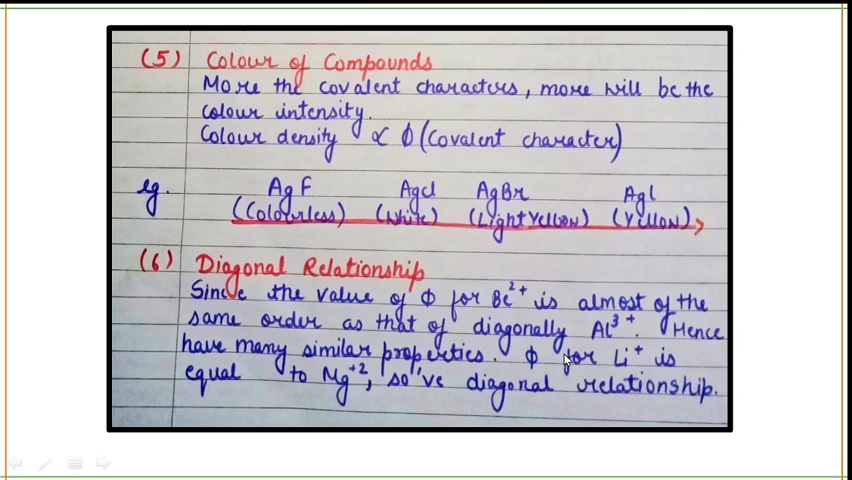 (5) Colour of Compounds
More the covalent characters, more will be the
colour intensity.
Colour density ∝ ϕ (Covalent character)
eg. AgF Agcl AgBr AgI
(Colourless) (White) (Light Yellow) (Yellow)
(6) Diagonal Relationship
Since the value of ϕ for Be²⁺ is almost of the
same order as that of diagonally Al³⁺. Hence
have many similar properties. ϕ for Li⁺ is
equal to Mg⁺², so've diagonal relationship.